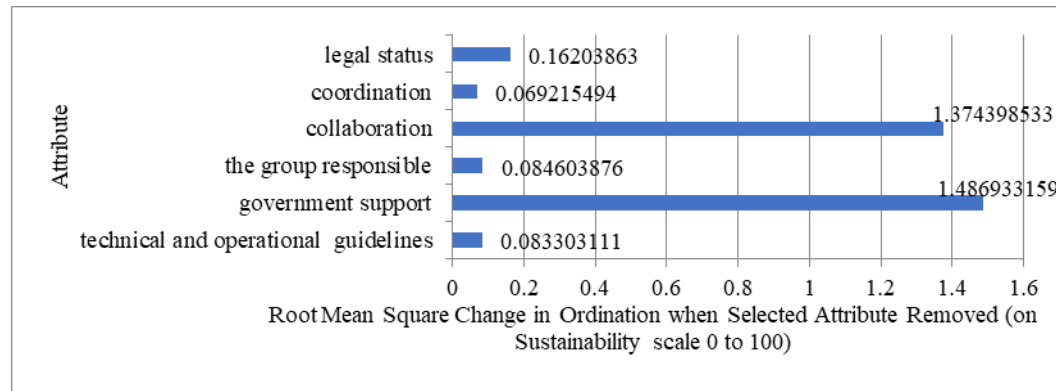 legal status
0.16203863
coordination
0.069215494
collaboration
1.374398533
the group responsible
0.084603876
government support
1.486933159
technical and operational guidelines
0.083303111
Attribute
0 0.2 0.4 0.6 0.8 1 1.2 1.4 1.6
Root Mean Square Change in Ordination when Selected Attribute Removed (on
Sustainability scale 0 to 100)